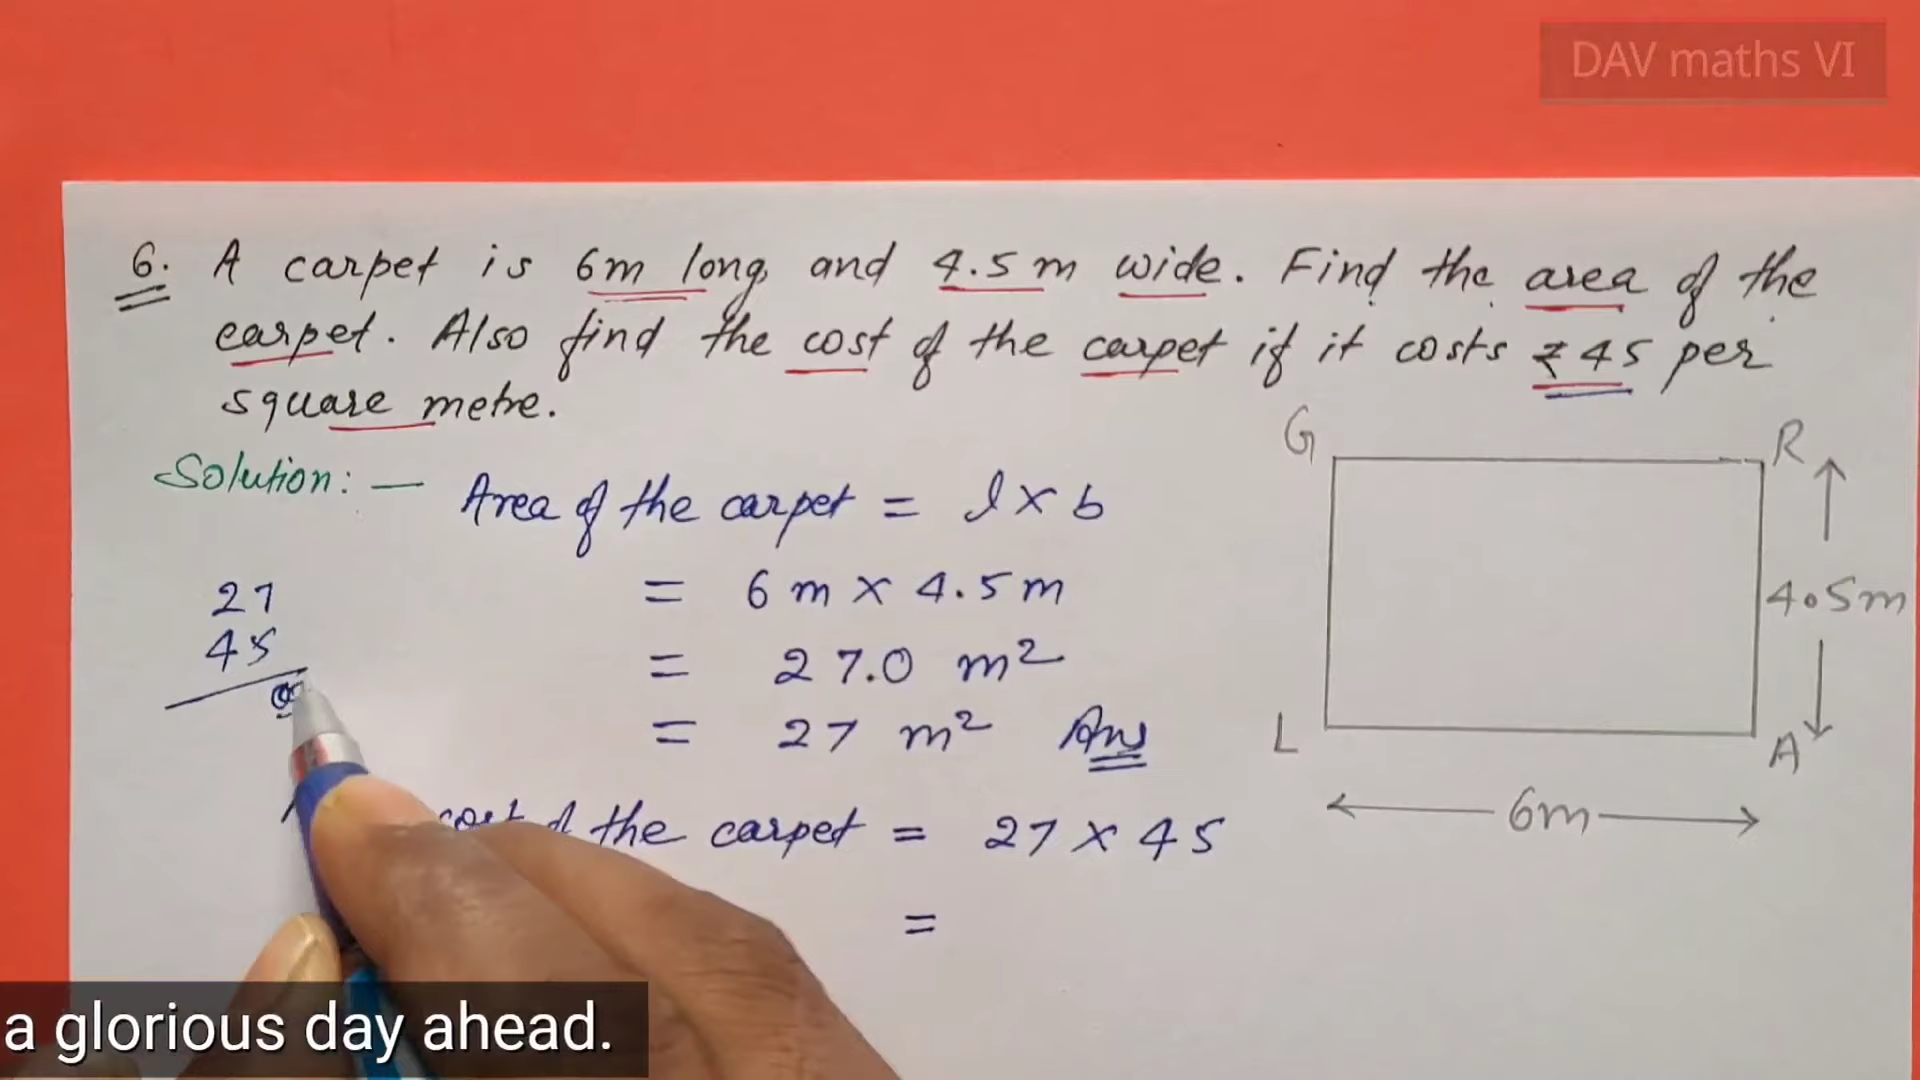 DAV maths VI
6. A carpet is 6m long and 4.5m wide. Find the area of the
carpet. Also find the cost of the carpet if it costs ₹45 per
square metre.
Solution:—
Area of the carpet = l × b
= 6 m × 4.5 m
= 27.0 m²
= 27 m² Ans
cost of the carpet = 27 × 45
=
27
45
G
R
4.5m
L
A
6m
a glorious day ahead.